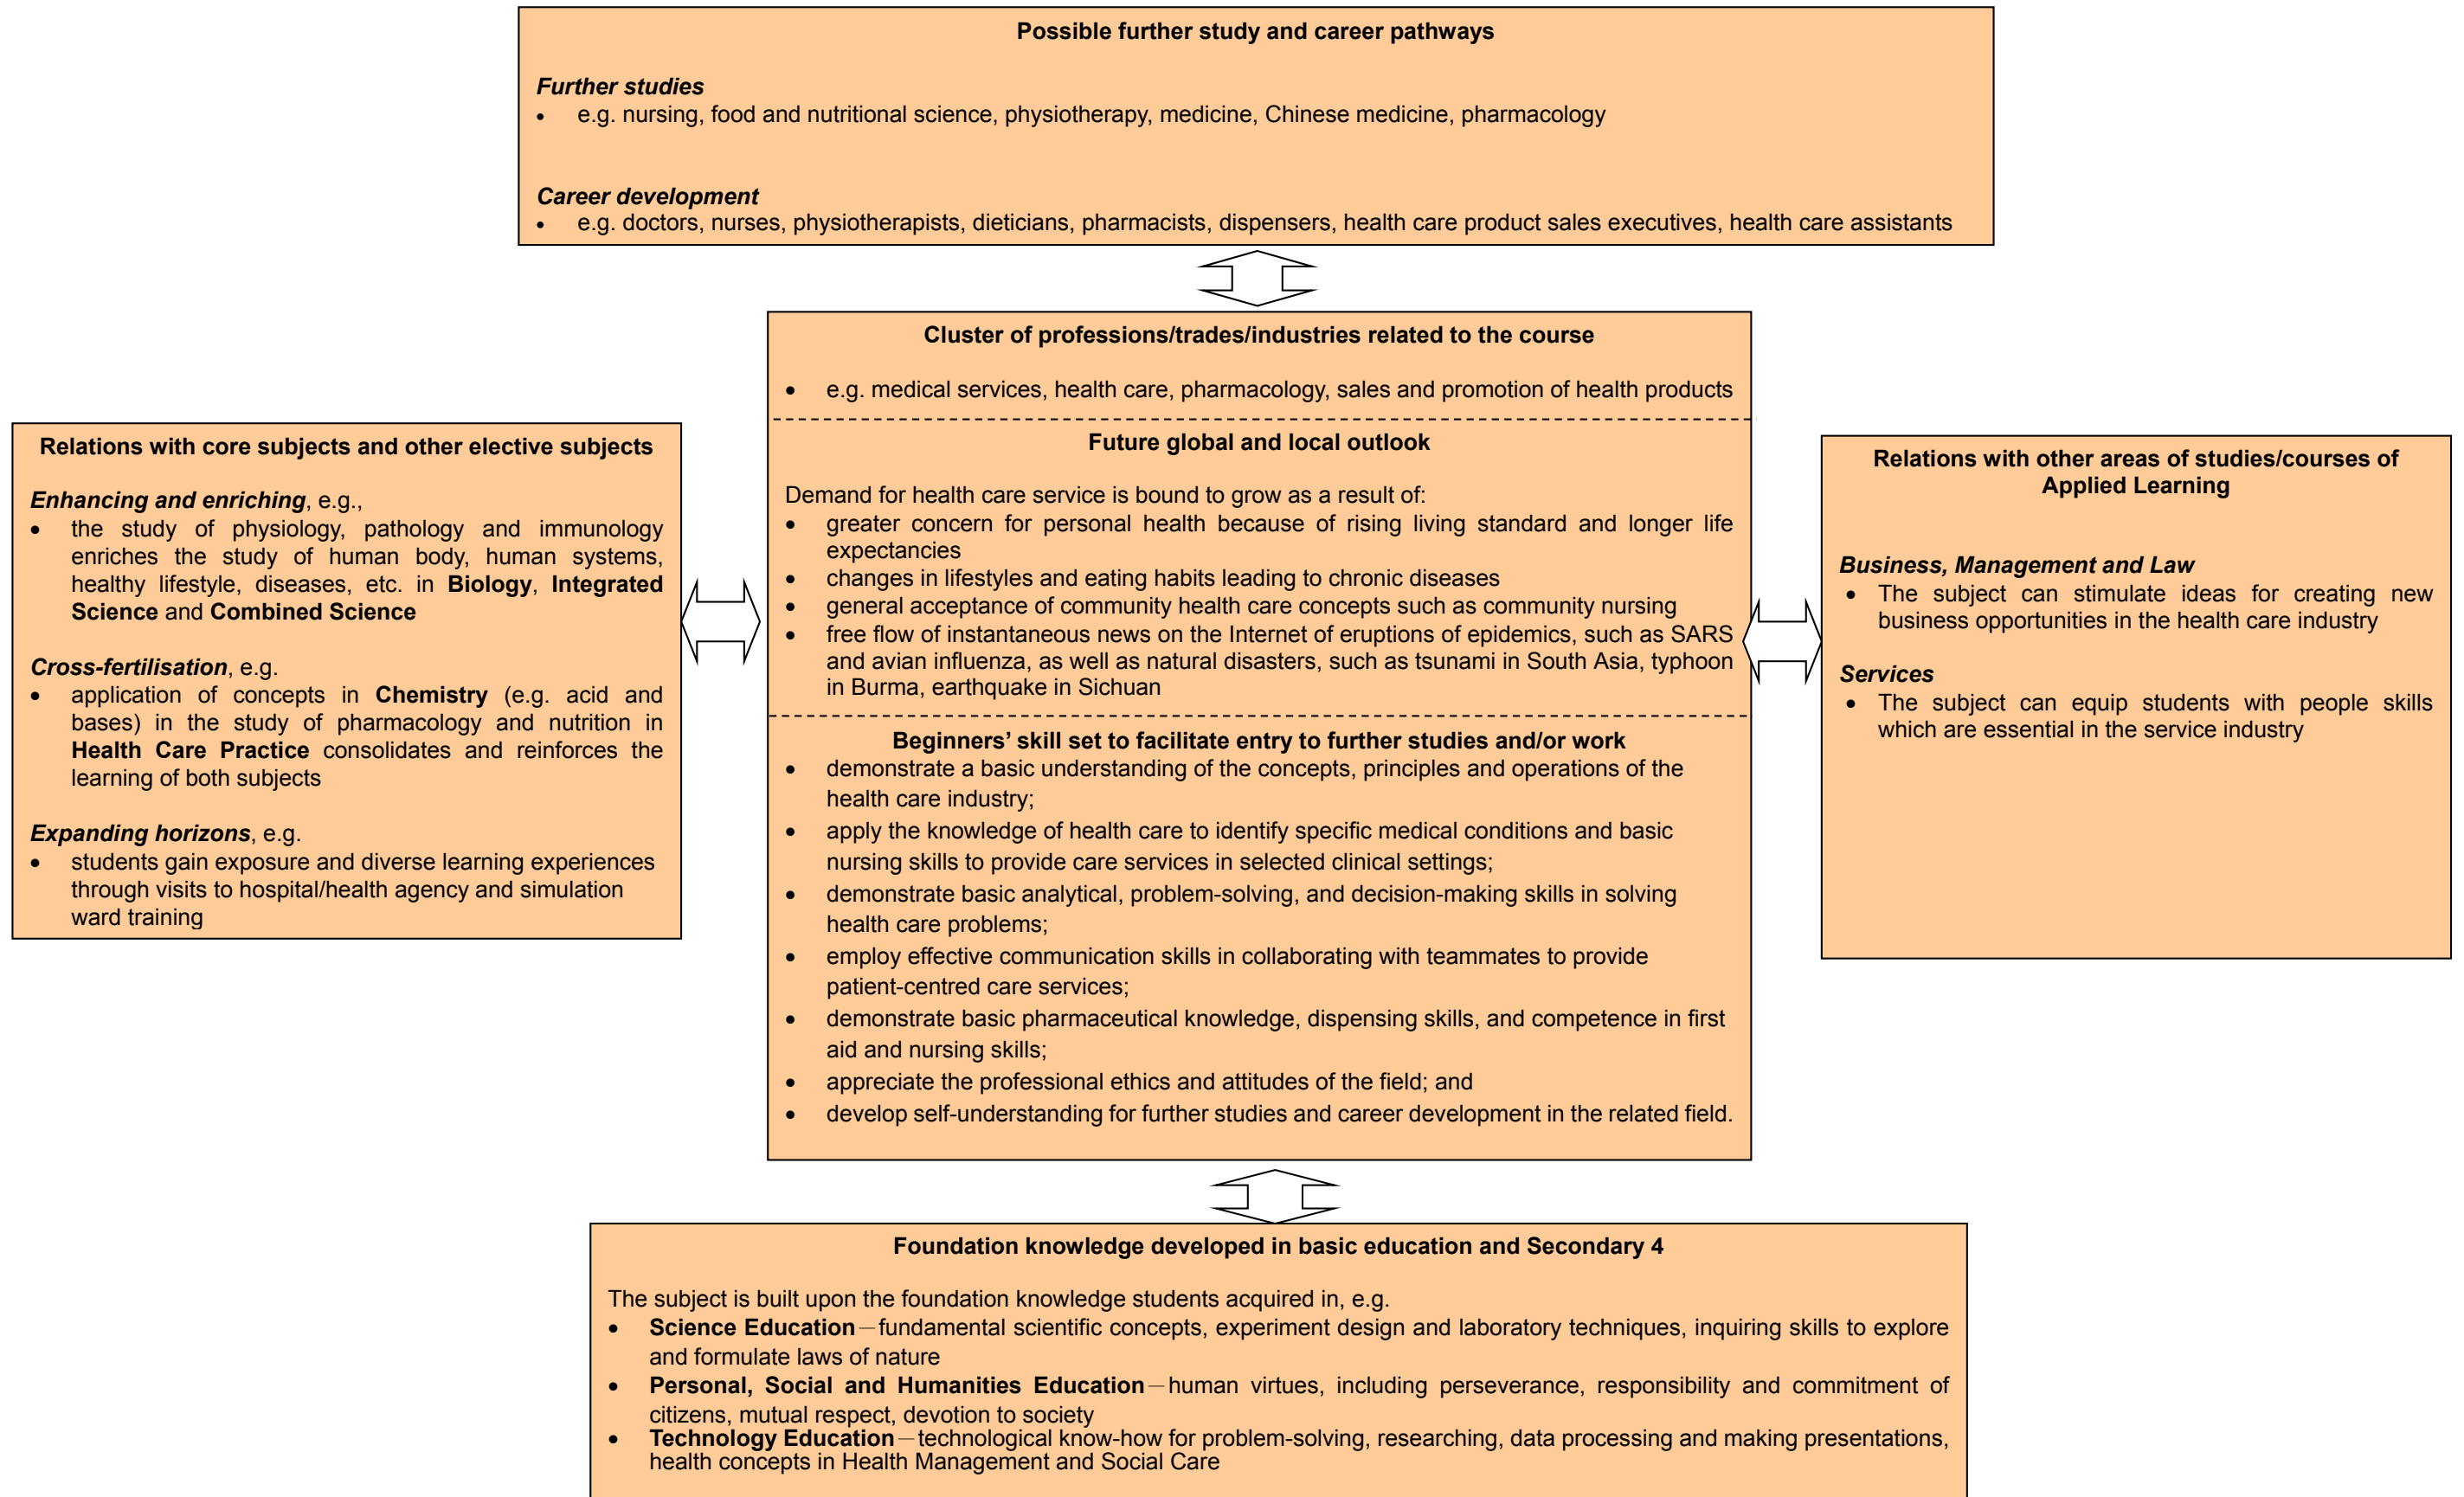 Possible further study and career pathways
Further studies
• e.g. nursing, food and nutritional science, physiotherapy, medicine, Chinese medicine, pharmacology
Career development
• e.g. doctors, nurses, physiotherapists, dieticians, pharmacists, dispensers, health care product sales executives, health care assistants
Relations with core subjects and other elective subjects
Enhancing and enriching, e.g.,
• the study of physiology, pathology and immunology
enriches the study of human body, human systems,
healthy lifestyle, diseases, etc. in Biology, Integrated
Science and Combined Science
Cross-fertilisation, e.g.
• application of concepts in Chemistry (e.g. acid and
bases) in the study of pharmacology and nutrition in
Health Care Practice consolidates and reinforces the
learning of both subjects
Expanding horizons, e.g.
• students gain exposure and diverse learning experiences
through visits to hospital/health agency and simulation
ward training
Cluster of professions/trades/industries related to the course
• e.g. medical services, health care, pharmacology, sales and promotion of health products
Future global and local outlook
Demand for health care service is bound to grow as a result of:
• greater concern for personal health because of rising living standard and longer life
expectancies
• changes in lifestyles and eating habits leading to chronic diseases
• general acceptance of community health care concepts such as community nursing
• free flow of instantaneous news on the Internet of eruptions of epidemics, such as SARS
and avian influenza, as well as natural disasters, such as tsunami in South Asia, typhoon
in Burma, earthquake in Sichuan
Beginners’ skill set to facilitate entry to further studies and/or work
• demonstrate a basic understanding of the concepts, principles and operations of the
health care industry;
• apply the knowledge of health care to identify specific medical conditions and basic
nursing skills to provide care services in selected clinical settings;
• demonstrate basic analytical, problem-solving, and decision-making skills in solving
health care problems;
• employ effective communication skills in collaborating with teammates to provide
patient-centred care services;
• demonstrate basic pharmaceutical knowledge, dispensing skills, and competence in first
aid and nursing skills;
• appreciate the professional ethics and attitudes of the field; and
• develop self-understanding for further studies and career development in the related field.
Relations with other areas of studies/courses of
Applied Learning
Business, Management and Law
• The subject can stimulate ideas for creating new
business opportunities in the health care industry
Services
• The subject can equip students with people skills
which are essential in the service industry
Foundation knowledge developed in basic education and Secondary 4
The subject is built upon the foundation knowledge students acquired in, e.g.
• Science Education—fundamental scientific concepts, experiment design and laboratory techniques, inquiring skills to explore
and formulate laws of nature
• Personal, Social and Humanities Education—human virtues, including perseverance, responsibility and commitment of
citizens, mutual respect, devotion to society
• Technology Education—technological know-how for problem-solving, researching, data processing and making presentations,
health concepts in Health Management and Social Care